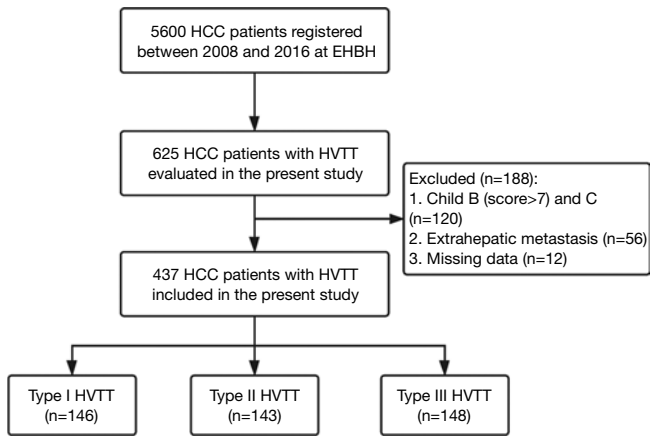 5600 HCC patients registered
between 2008 and 2016 at EHBH
625 HCC patients with HVTT
evaluated in the present study
Excluded (n=188):
1. Child B (score>7) and C
(n=120)
2. Extrahepatic metastasis (n=56)
3. Missing data (n=12)
437 HCC patients with HVTT
included in the present study
Type I HVTT
(n=146)
Type II HVTT
(n=143)
Type III HVTT
(n=148)